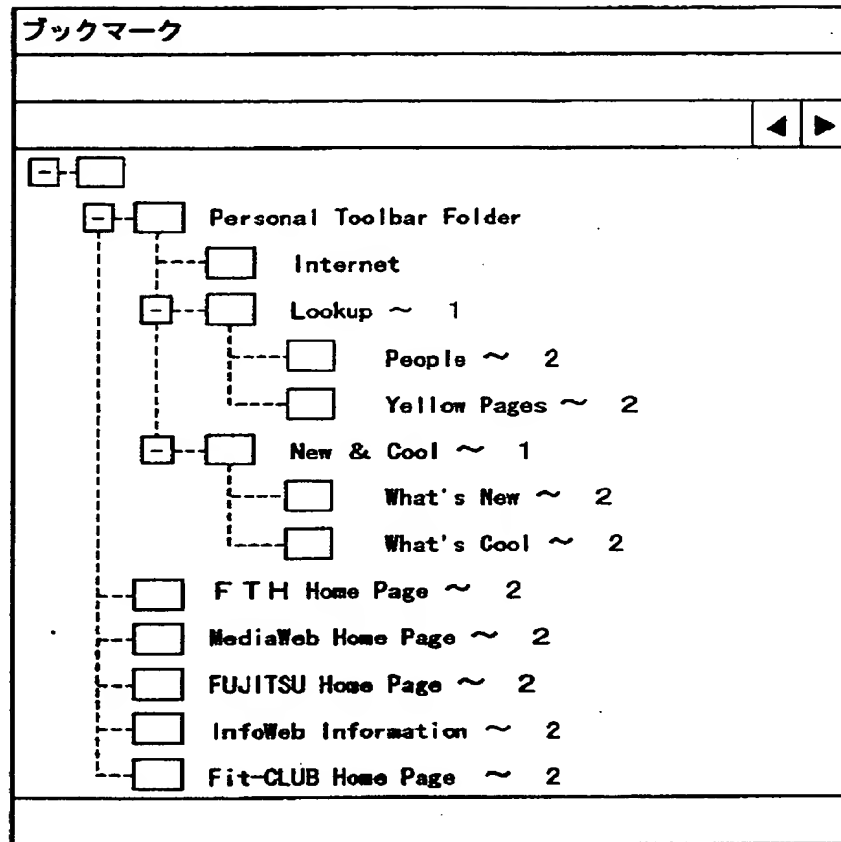 ブックマーク
Personal Toolbar Folder
Internet
Lookup ～ 1
People ～ 2
Yellow Pages ～ 2
New & Cool ～ 1
What's New ～ 2
What's Cool ～ 2
ＦＴＨ Home Page ～ 2
MediaWeb Home Page ～ 2
FUJITSU Home Page ～ 2
InfoWeb Information ～ 2
Fit-CLUB Home Page ～ 2